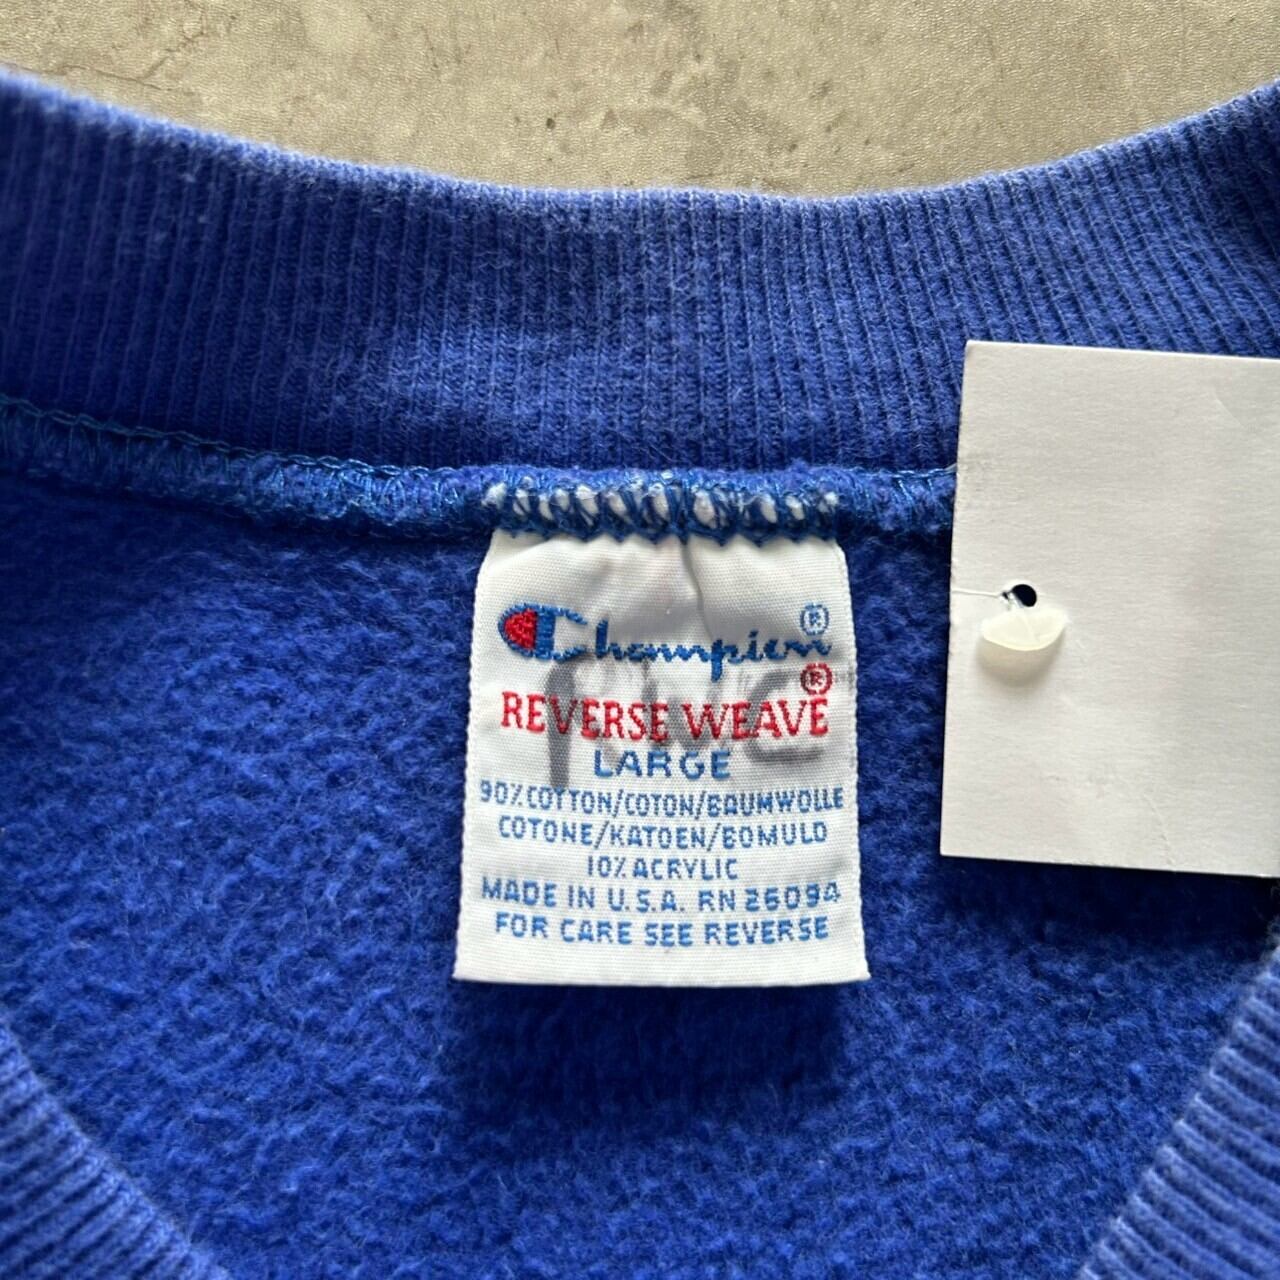 Champion®
REVERSE WEAVE®
LARGE
90% COTTON/COTON/BAUMWOLLE
COTONE/KATOEN/BOMULD
10% ACRYLIC
MADE IN U.S.A. RN 26094
FOR CARE SEE REVERSE